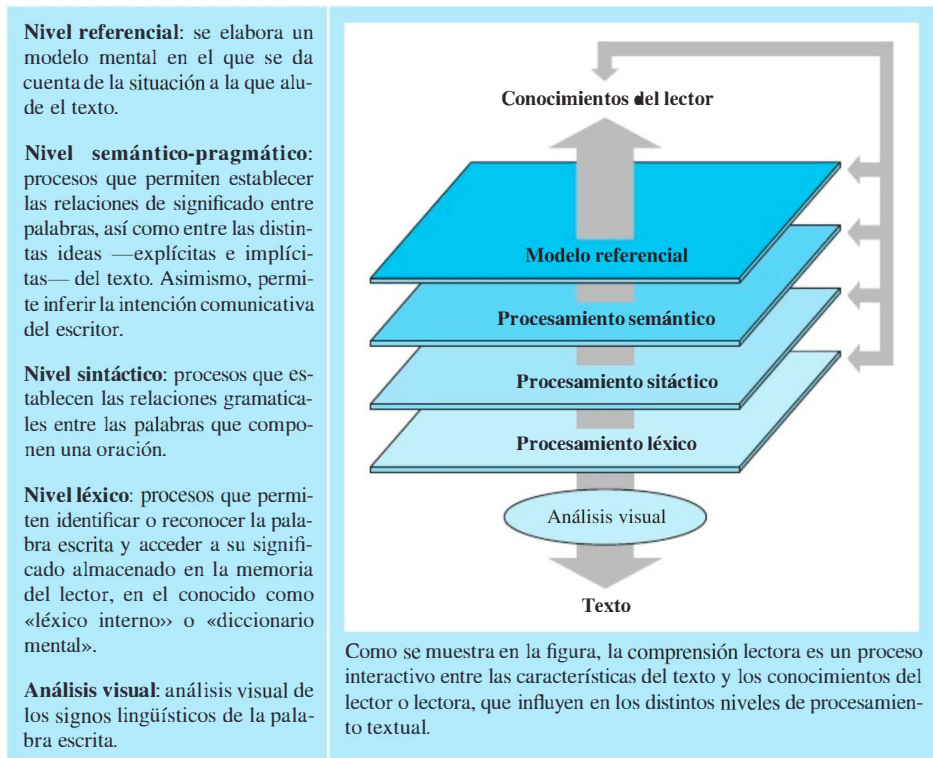 Nivel referencial: se elabora un
modelo mental en el que se da
cuenta de la situación a la que alu-
de el texto.
Nivel semántico-pragmático:
procesos que permiten establecer
las relaciones de significado entre
palabras, así como entre las distin-
tas ideas —explícitas e implíci-
tas— del texto. Asimismo, permi-
te inferir la intención comunicativa
del escritor.
Nivel sintáctico: procesos que es-
tablecen las relaciones gramatica-
les entre las palabras que compo-
nen una oración.
Nivel léxico: procesos que permi-
ten identificar o reconocer la pala-
bra escrita y acceder a su signifi-
cado almacenado en la memoria
del lector, en el conocido como
«léxico interno›› o «diccionario
mental».
Análisis visual: análisis visual de
los signos lingüísticos de la pala-
bra escrita.
Conocimientos del lector
Modelo referencial
Procesamiento semántico
Procesamiento sitáctico
Procesamiento léxico
Análisis visual
Texto
Como se muestra en la figura, la comprensión lectora es un proceso
interactivo entre las características del texto y los conocimientos del
lector o lectora, que influyen en los distintos niveles de procesamien-
to textual.